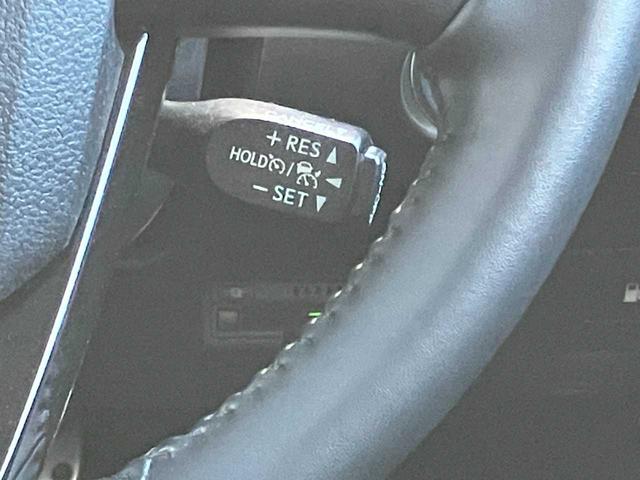 + RES ▲
HOLD / ◀
− SET ▼